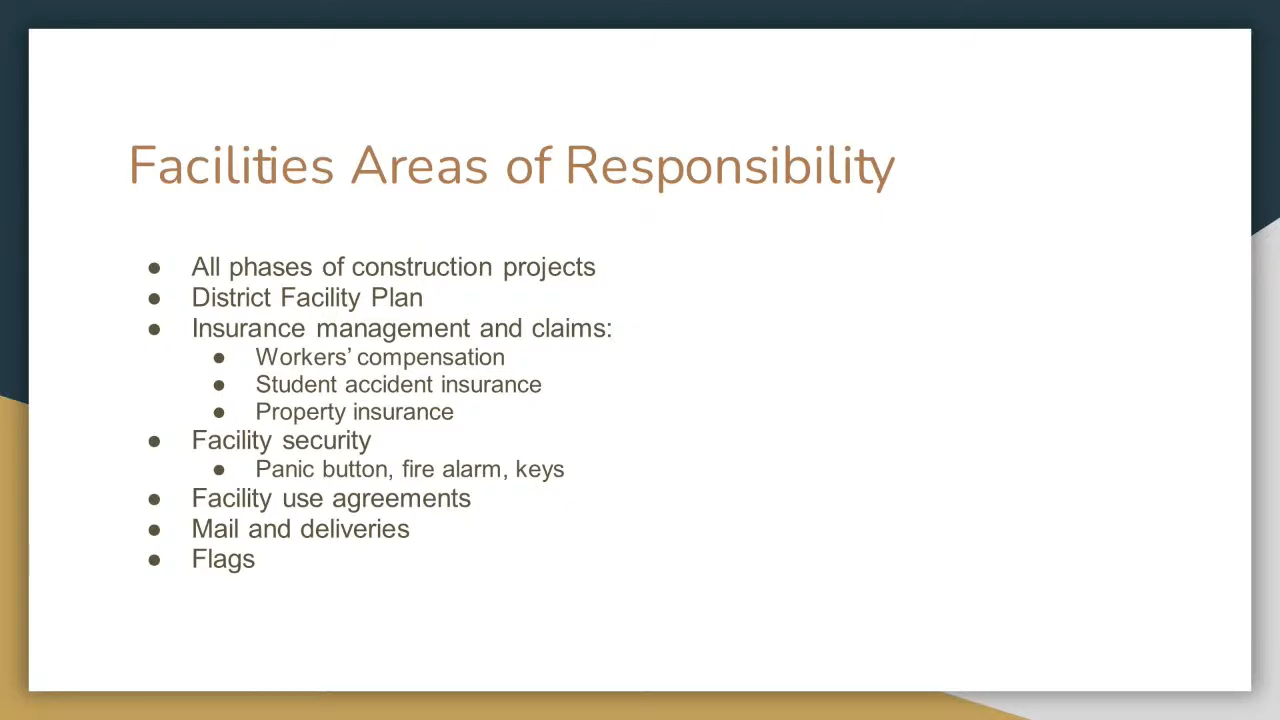 Facilities Areas of Responsibility
● All phases of construction projects
● District Facility Plan
● Insurance management and claims:
● Workers’ compensation
● Student accident insurance
● Property insurance
● Facility security
● Panic button, fire alarm, keys
● Facility use agreements
● Mail and deliveries
● Flags